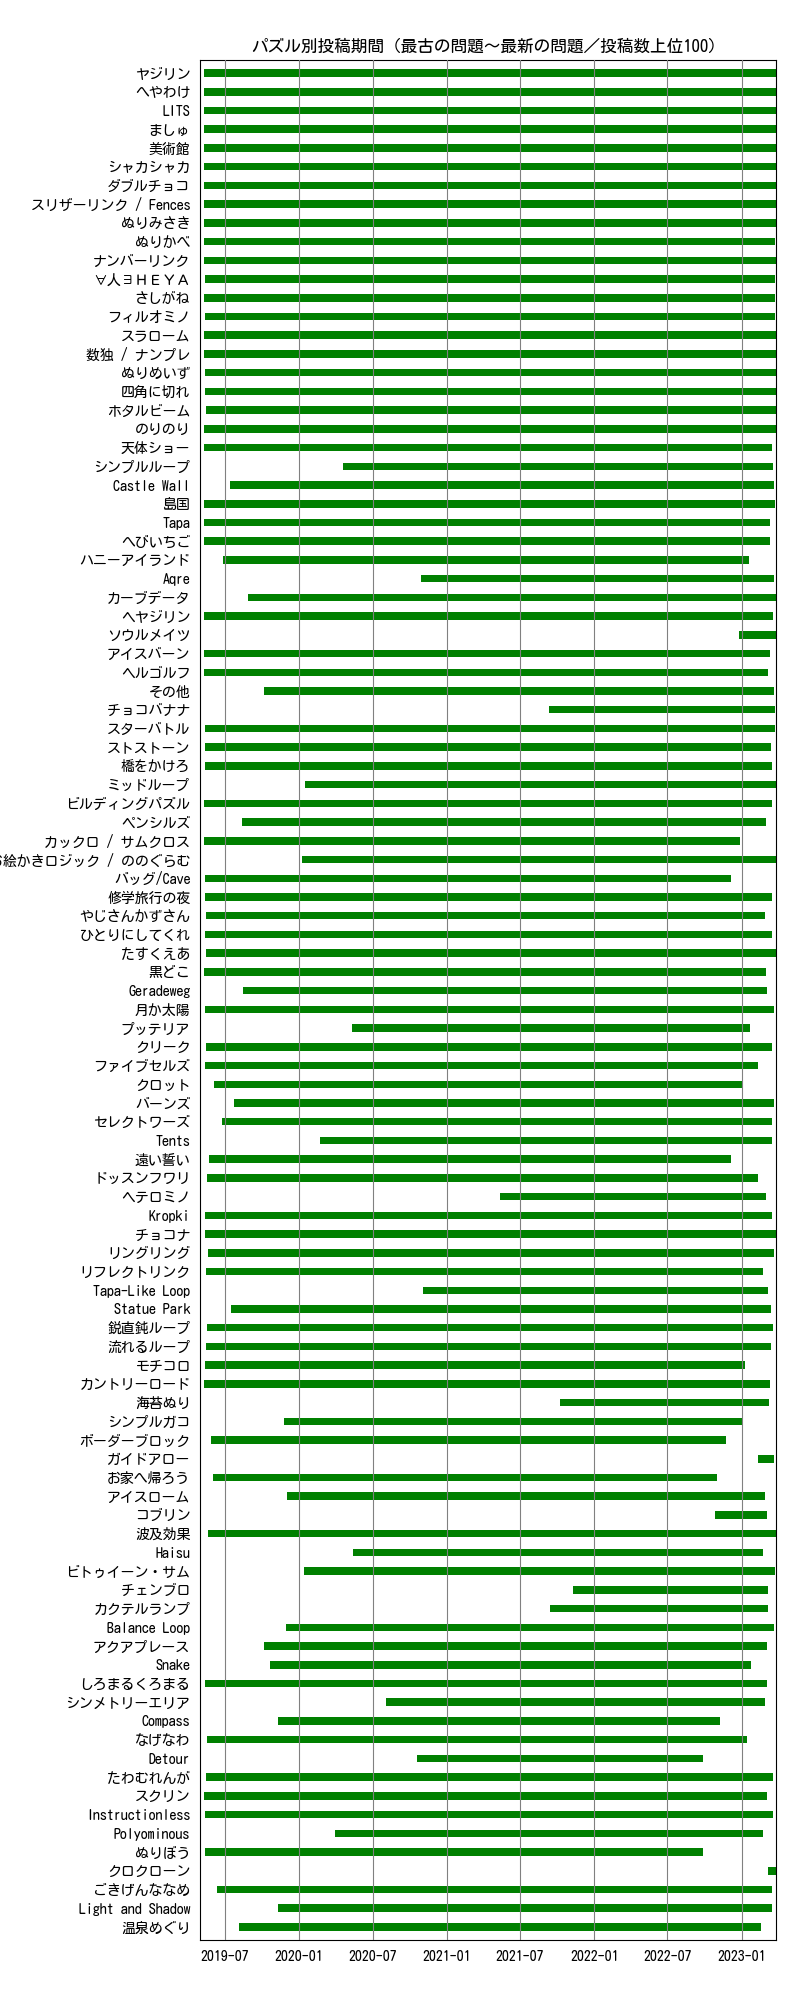 パズル別投稿期間（最古の問題～最新の問題／投稿数上位100）
ヤジリン
へやわけ
LITS
ましゅ
美術館
シャカシャカ
ダブルチョコ
スリザーリンク / Fences
ぬりみさき
ぬりかべ
ナンバーリンク
∀人∃ＨＥＹＡ
さしがね
フィルオミノ
スラローム
数独 / ナンプレ
ぬりめいず
四角に切れ
ホタルビーム
のりのり
天体ショー
シンプルループ
Castle Wall
島国
Tapa
へびいちご
ハニーアイランド
Aqre
カーブデータ
ヘヤジリン
ソウルメイツ
アイスバーン
ヘルゴルフ
その他
チョコバナナ
スターバトル
ストストーン
橋をかけろ
ミッドループ
ビルディングパズル
ペンシルズ
カックロ / サムクロス
絵かきロジック / ののぐらむ
バッグ/Cave
修学旅行の夜
やじさんかずさん
ひとりにしてくれ
たすくえあ
黒どこ
Geradeweg
月か太陽
プッテリア
クリーク
ファイブセルズ
クロット
バーンズ
セレクトワーズ
Tents
遠い誓い
ドッスンフワリ
ヘテロミノ
Kropki
チョコナ
リングリング
リフレクトリンク
Tapa-Like Loop
Statue Park
鋭直鈍ループ
流れるループ
モチコロ
カントリーロード
海苔ぬり
シンプルガコ
ボーダーブロック
ガイドアロー
お家へ帰ろう
アイスローム
コブリン
波及効果
Haisu
ビトゥイーン・サム
チェンブロ
カクテルランプ
Balance Loop
アクアプレース
Snake
しろまるくろまる
シンメトリーエリア
Compass
なげなわ
Detour
たわむれんが
スクリン
Instructionless
Polyominous
ぬりぼう
クロクローン
ごきげんななめ
Light and Shadow
温泉めぐり
2019-07 2020-01 2020-07 2021-01 2021-07 2022-01 2022-07 2023-01